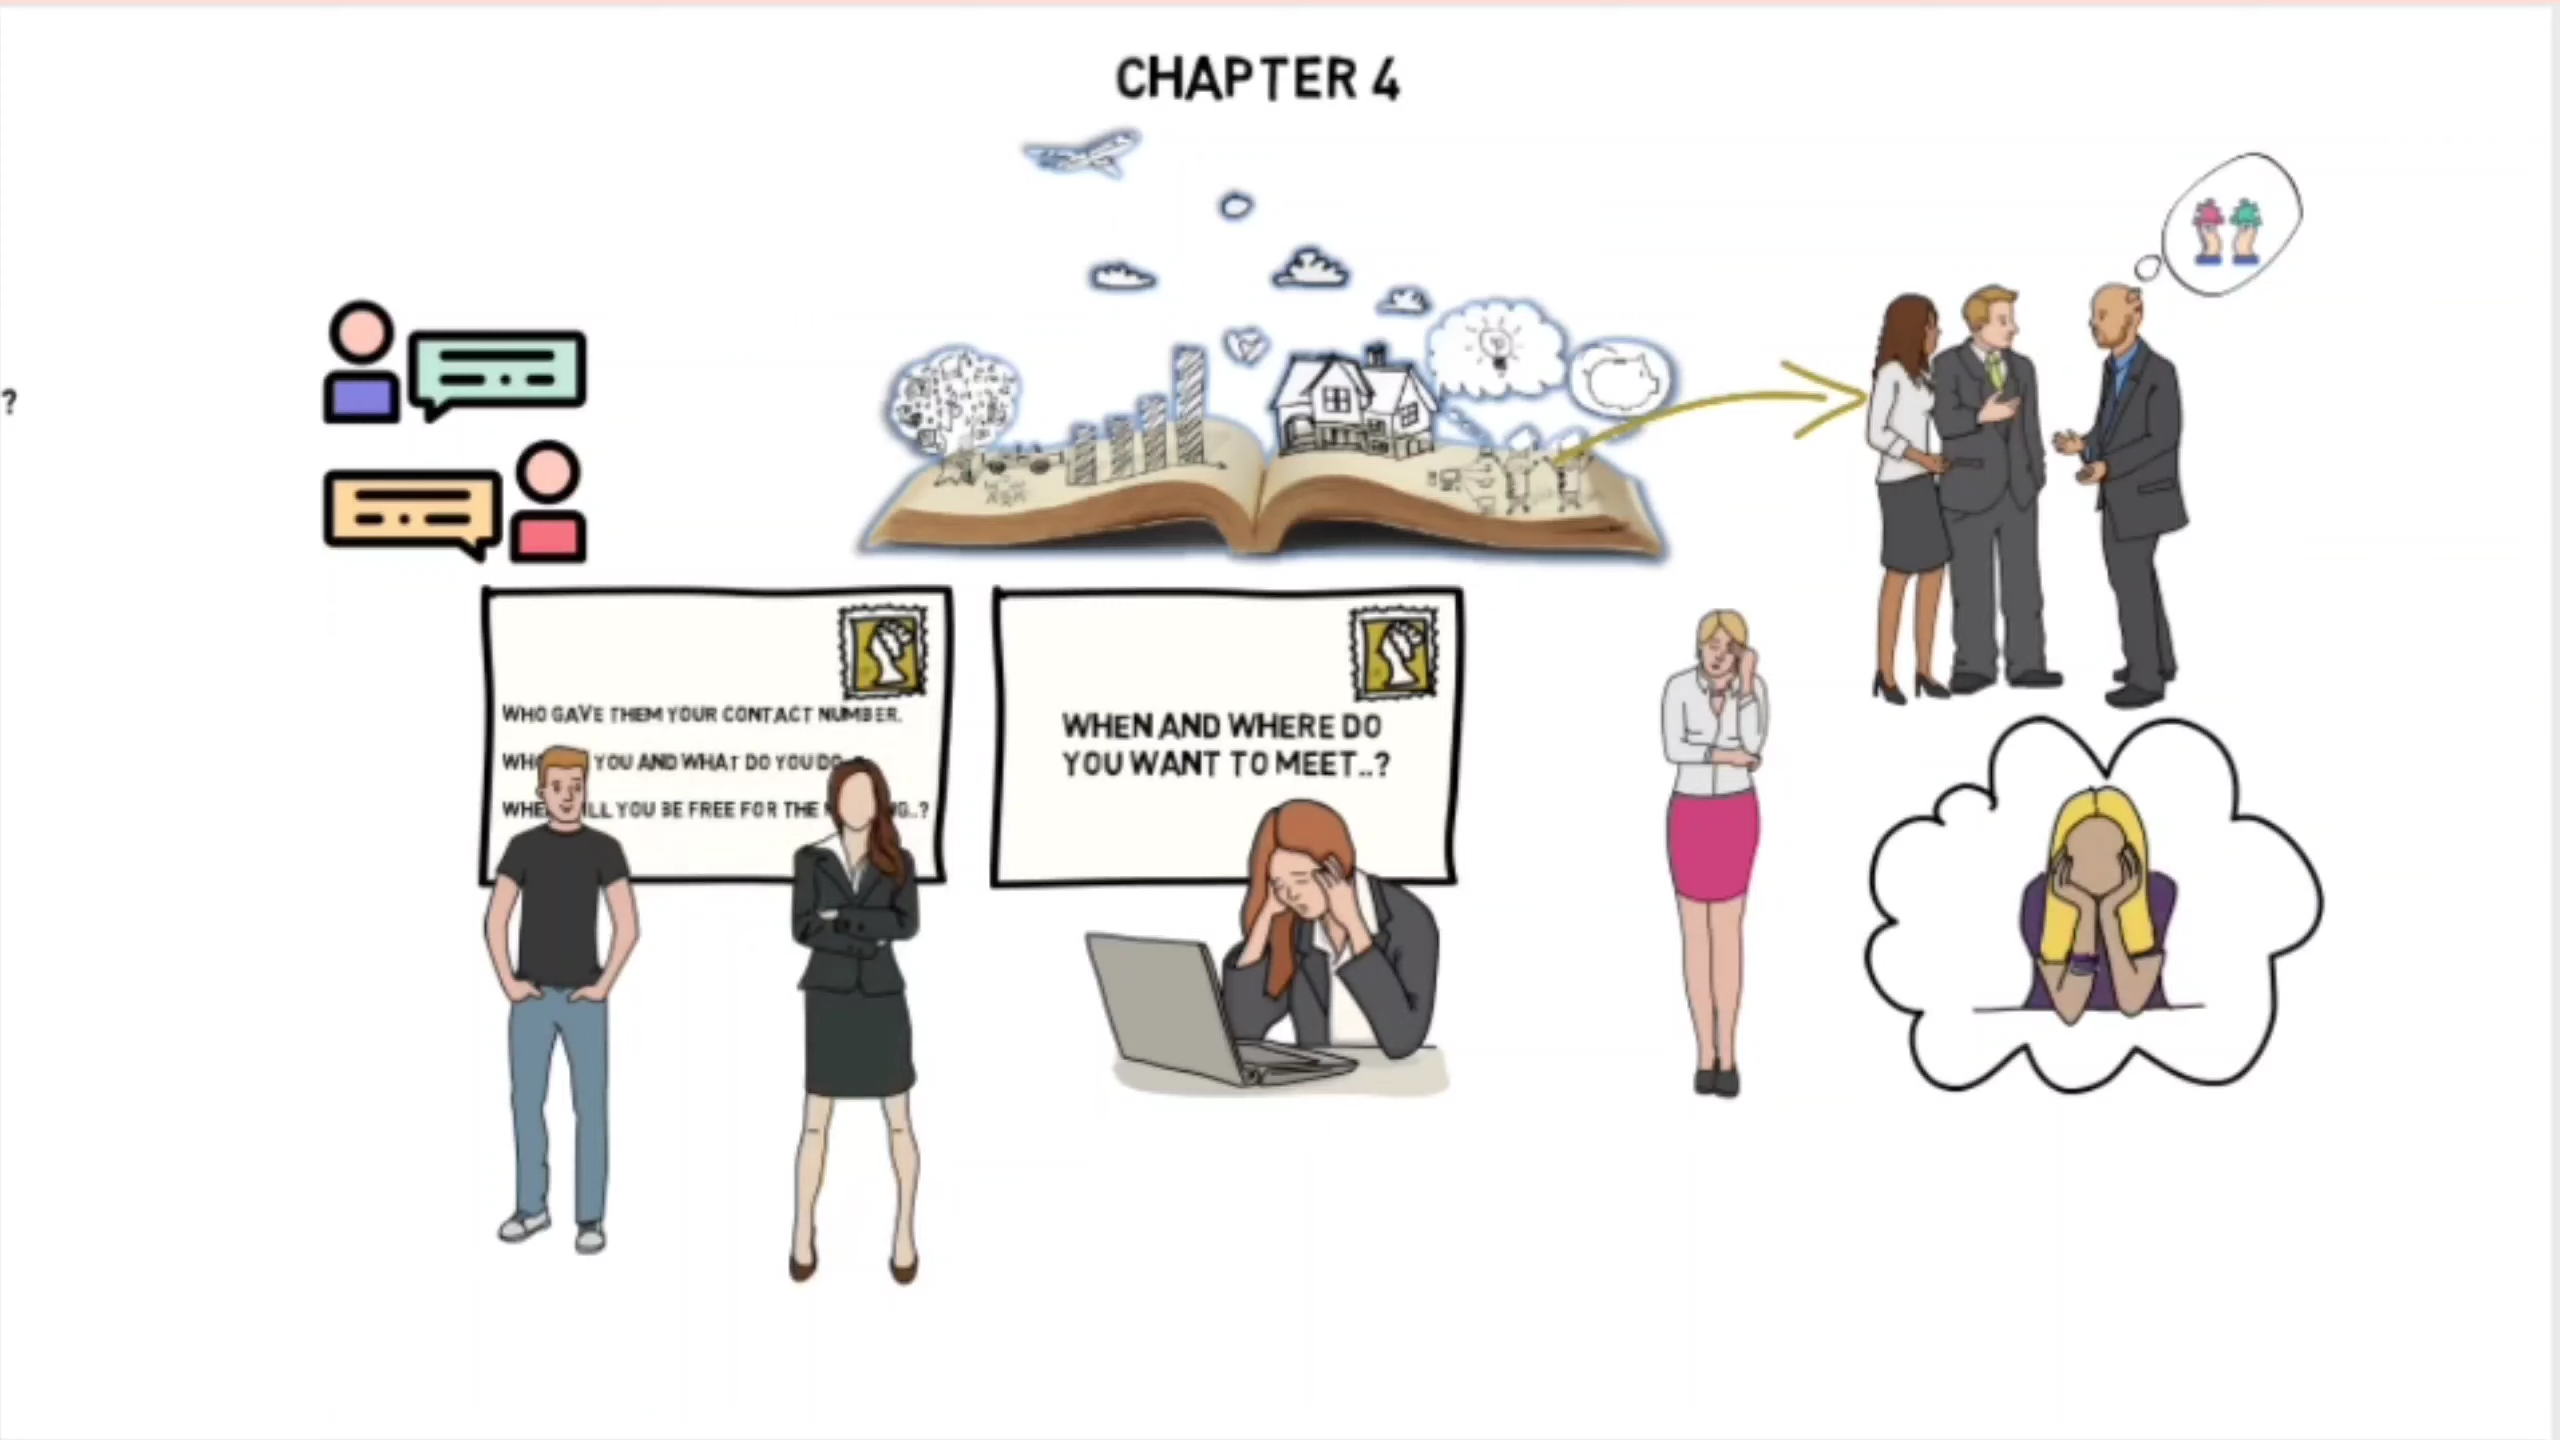 CHAPTER 4
?
WHO GAVE THEM YOUR CONTACT NUMBER.
YOU AND WHAT DO YOU DO
YOU BE FREE FOR THE
WHEN AND WHERE DO
YOU WANT TO MEET..?